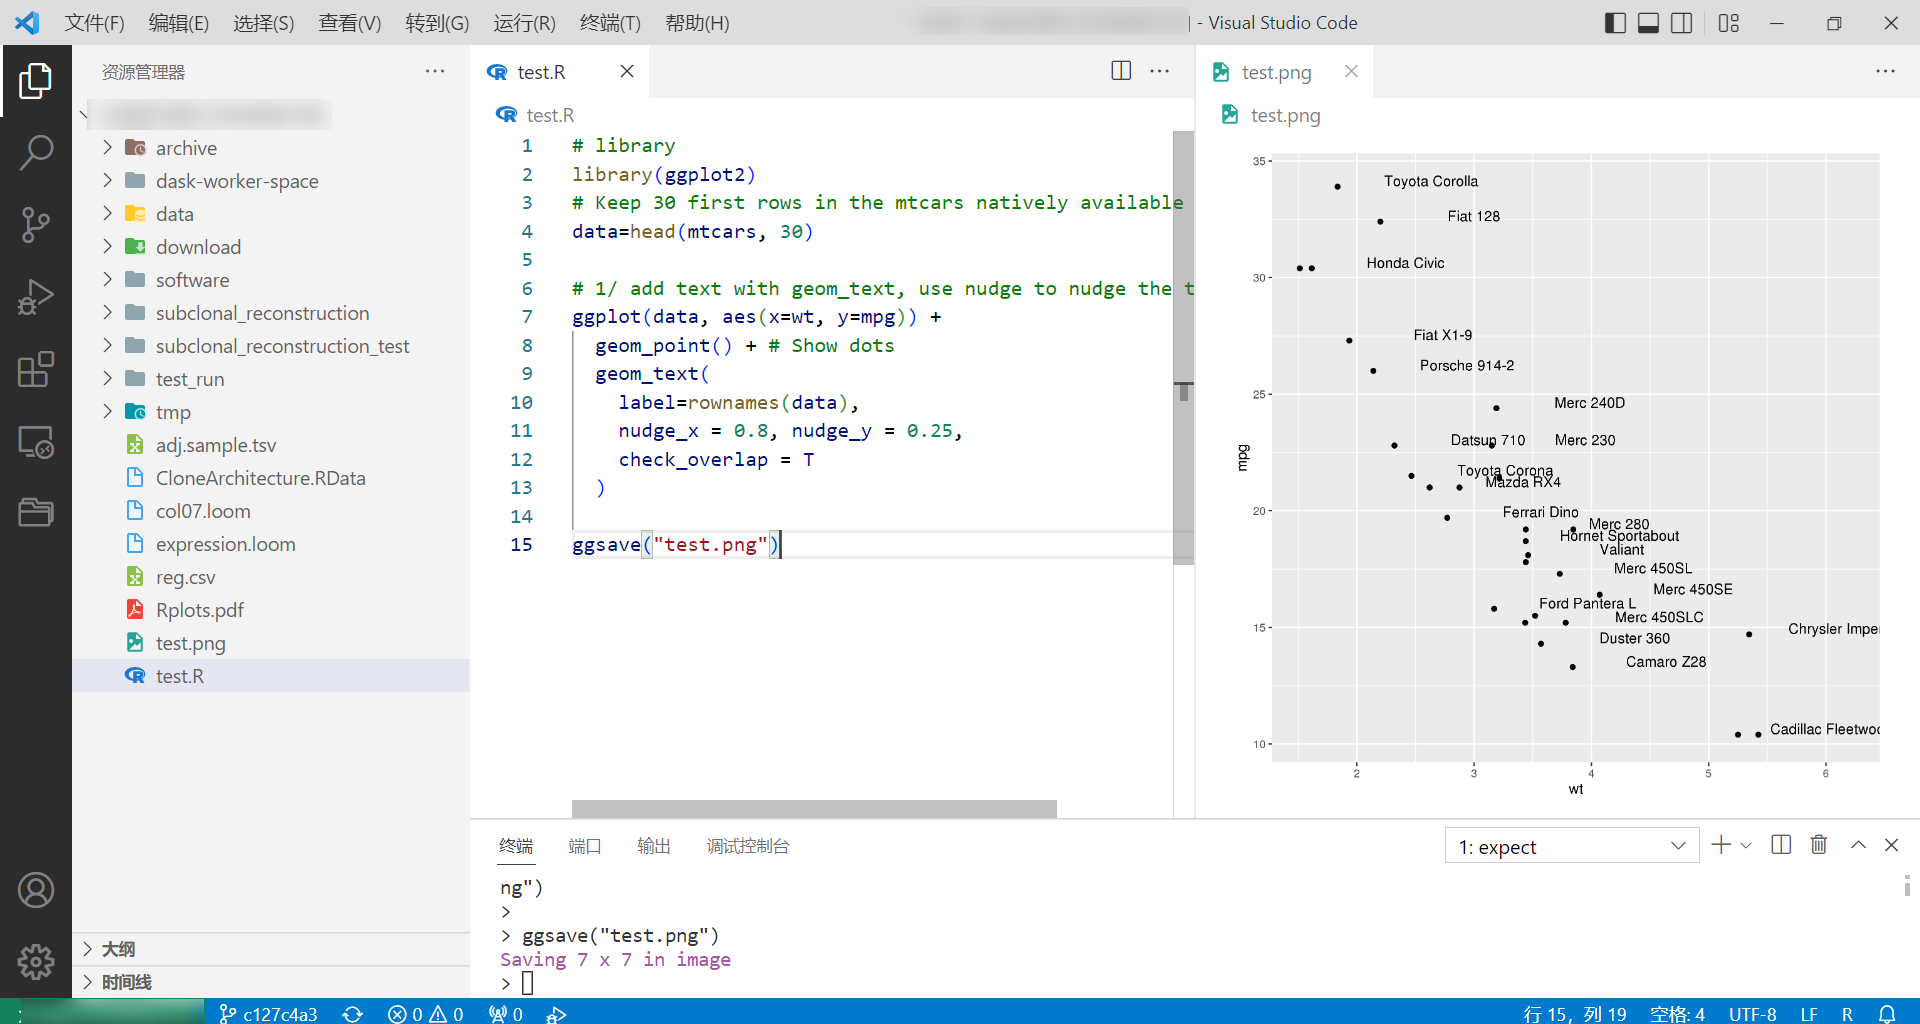 文件(F) 编辑(E) 选择(S) 查看(V) 转到(G) 运行(R) 终端(T) 帮助(H) - Visual Studio Code
资源管理器
archive
dask-worker-space
data
download
software
subclonal_reconstruction
subclonal_reconstruction_test
test_run
tmp
adj.sample.tsv
CloneArchitecture.RData
col07.loom
expression.loom
reg.csv
Rplots.pdf
test.png
test.R
大纲
时间线
test.R
test.R
1 # library
2 library(ggplot2)
3 # Keep 30 first rows in the mtcars natively available
4 data=head(mtcars, 30)
5
6 # 1/ add text with geom_text, use nudge to nudge the t
7 ggplot(data, aes(x=wt, y=mpg)) +
8 geom_point() + # Show dots
9 geom_text(
10 label=rownames(data),
11 nudge_x = 0.8, nudge_y = 0.25,
12 check_overlap = T
13 )
14
15 ggsave("test.png")
test.png
test.png
35
Toyota Corolla
Fiat 128
30
Honda Civic
Fiat X1-9
Porsche 914-2
25
Merc 240D
mpg
Datsun 710
Merc 230
Toyota Corona
Mazda RX4
20
Ferrari Dino
Merc 280
Hornet Sportabout
Valiant
Merc 450SL
Merc 450SE
Ford Pantera L
Merc 450SLC
15
Chrysler Imper
Duster 360
Camaro Z28
10
Cadillac Fleetwoo
2 3 4 5 6
wt
终端 端口 输出 调试控制台
1: expect
ng")
>
> ggsave("test.png")
Saving 7 x 7 in image
>
c127c4a3 0 0 0
行 15，列 19 空格: 4 UTF-8 LF R